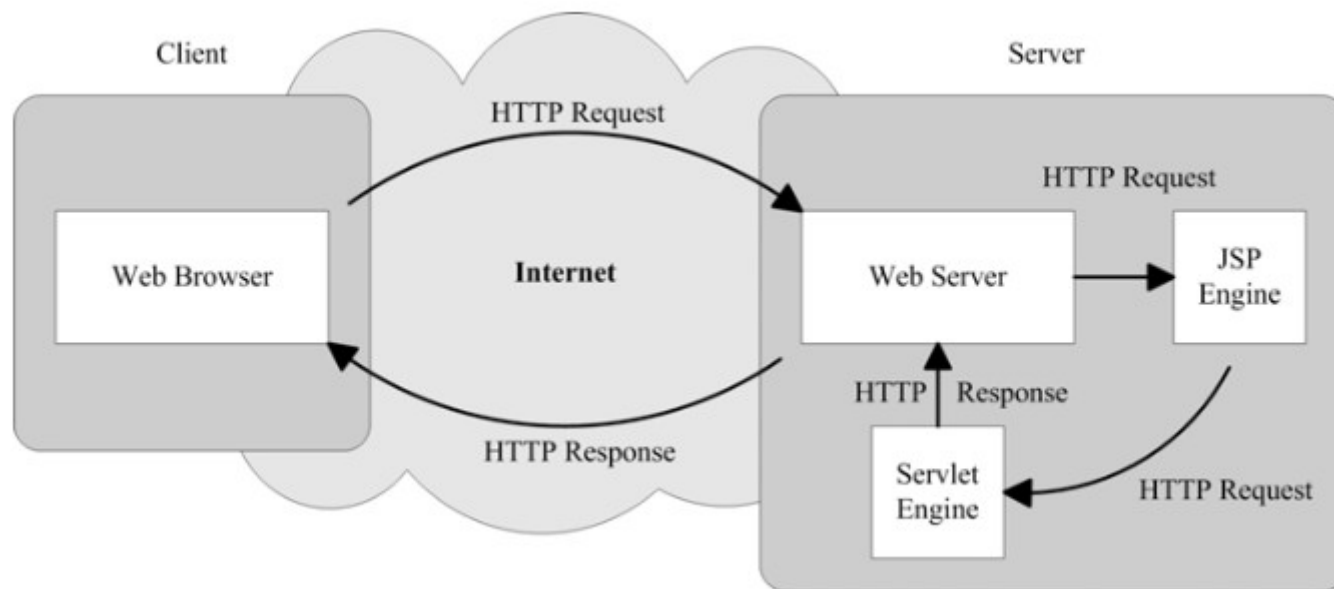 Client
Server
HTTP Request
HTTP Request
Web Browser
Internet
Web Server
JSP
Engine
HTTP Response
HTTP Response
Servlet
Engine
HTTP Request